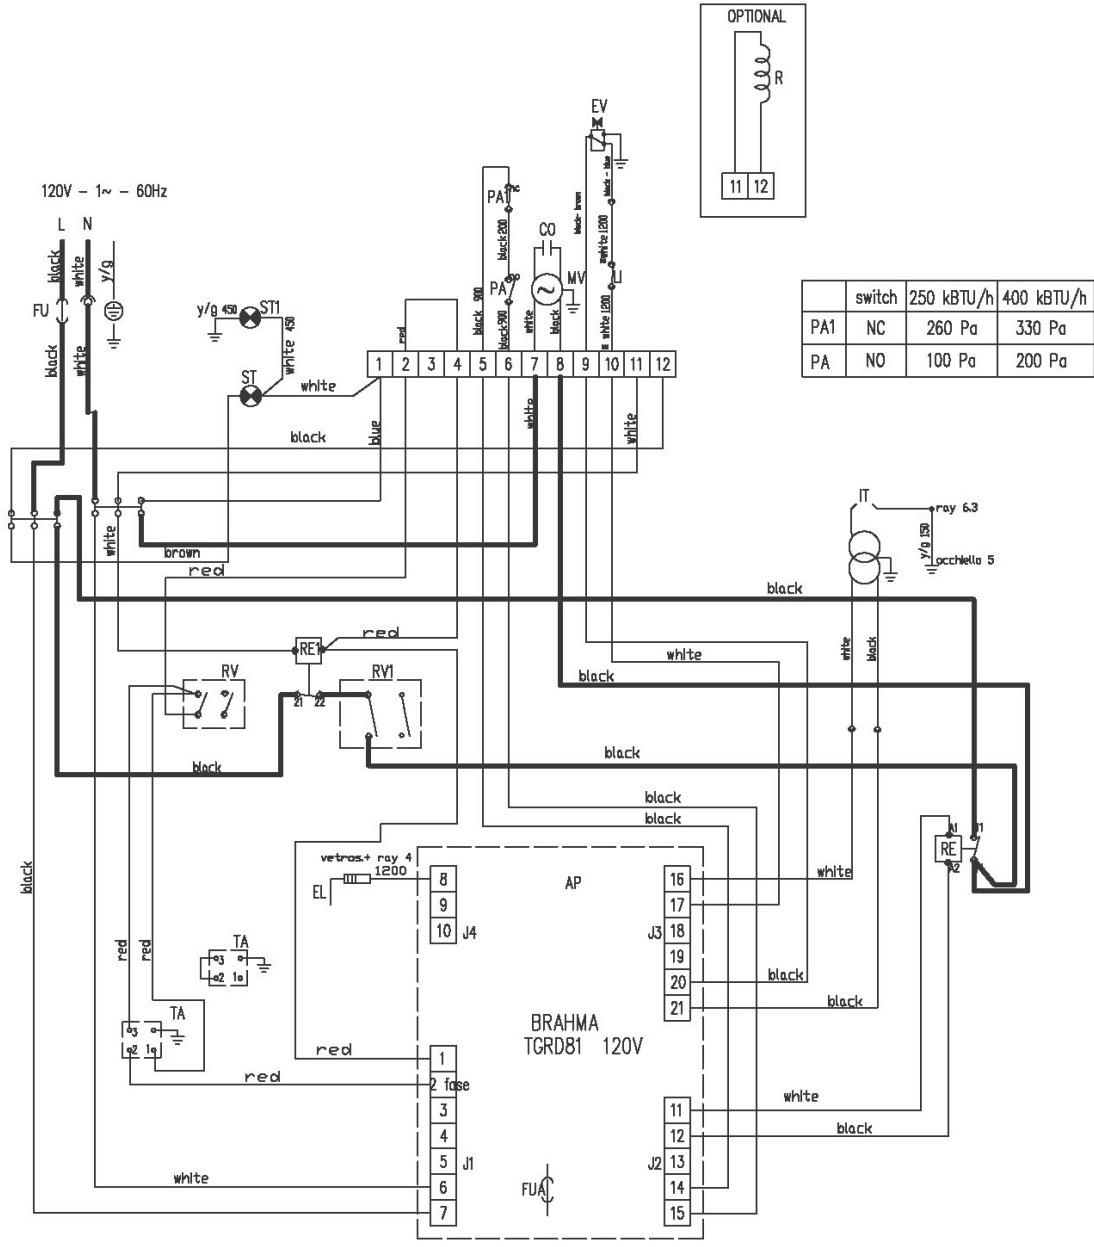 OPTIONAL
R
11 12
EV
120V - 1~ - 60Hz
L N
black
white
y/g
FU
black
white
y/g 450
ST1
white 450
ST
white
red
PA1
NC
black 200
black 900
PA
black900
CO
MV
white
black
black- brown
black - blue
white1200
LI
white 1200
switch 250 kBTU/h 400 kBTU/h
PA1 NC 260 Pa 330 Pa
PA NO 100 Pa 200 Pa
1 2 3 4 5 6 7 8 9 10 11 12
black
blue
white
white
white
brown
red
IT
ray 6.3
y/g 150
occhiello 5
black
white
black
RE1
red
21 22
RV
RV1
white
black
black
black
black
black
A1
11
RE
A2
white
black
vetros.+ ray 4
1200
EL
8
9
10 J4
AP
16
17
J3 18
19
20
21
black
black
red
red
TA
3
2 1
TA
3
2 1
BRAHMA
TGRD81 120V
red
red
1
2 fase
3
4
5 J1
6
7
white
FUA
11
12
J2 13
14
15
white
black